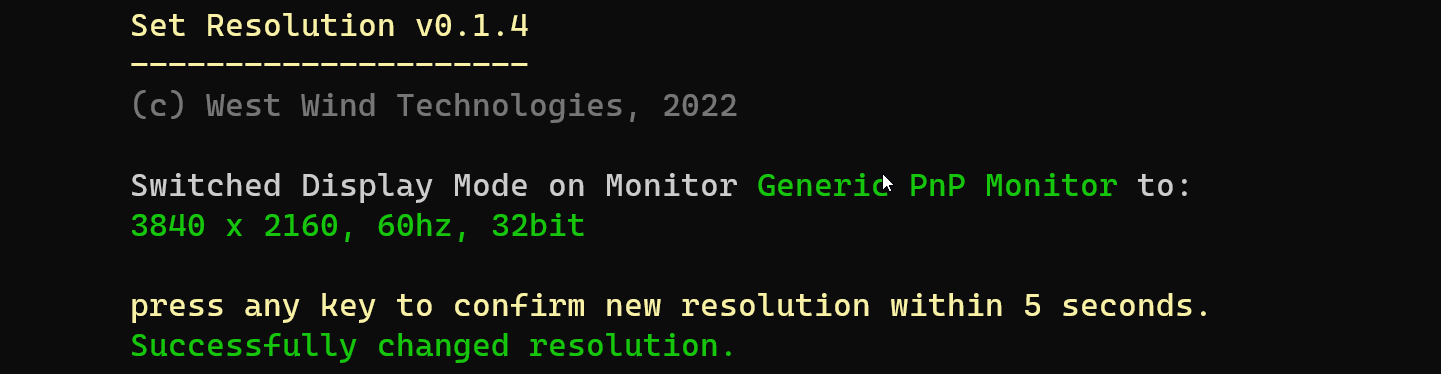 Set Resolution v0.1.4
---------------------
(c) West Wind Technologies, 2022
Switched Display Mode on Monitor Generic PnP Monitor to:
3840 x 2160, 60hz, 32bit
press any key to confirm new resolution within 5 seconds.
Successfully changed resolution.